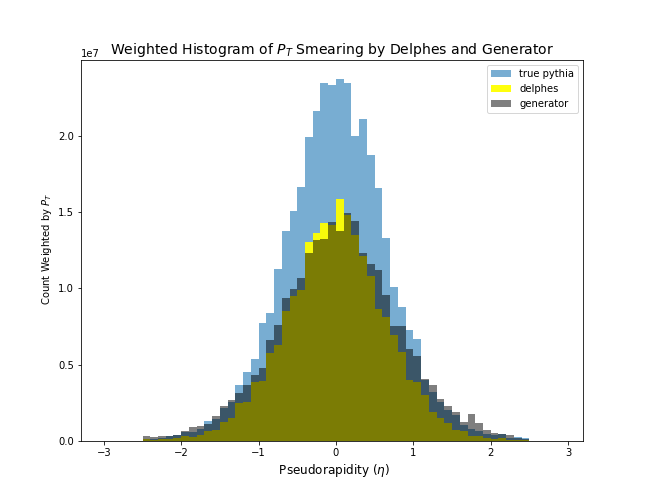 Weighted Histogram of P_T Smearing by Delphes and Generator
1e7
true pythia
delphes
generator
2.0
1.5
1.0
0.5
0.0
Count Weighted by P_T
−3 −2 −1 0 1 2 3
Pseudorapidity (η)